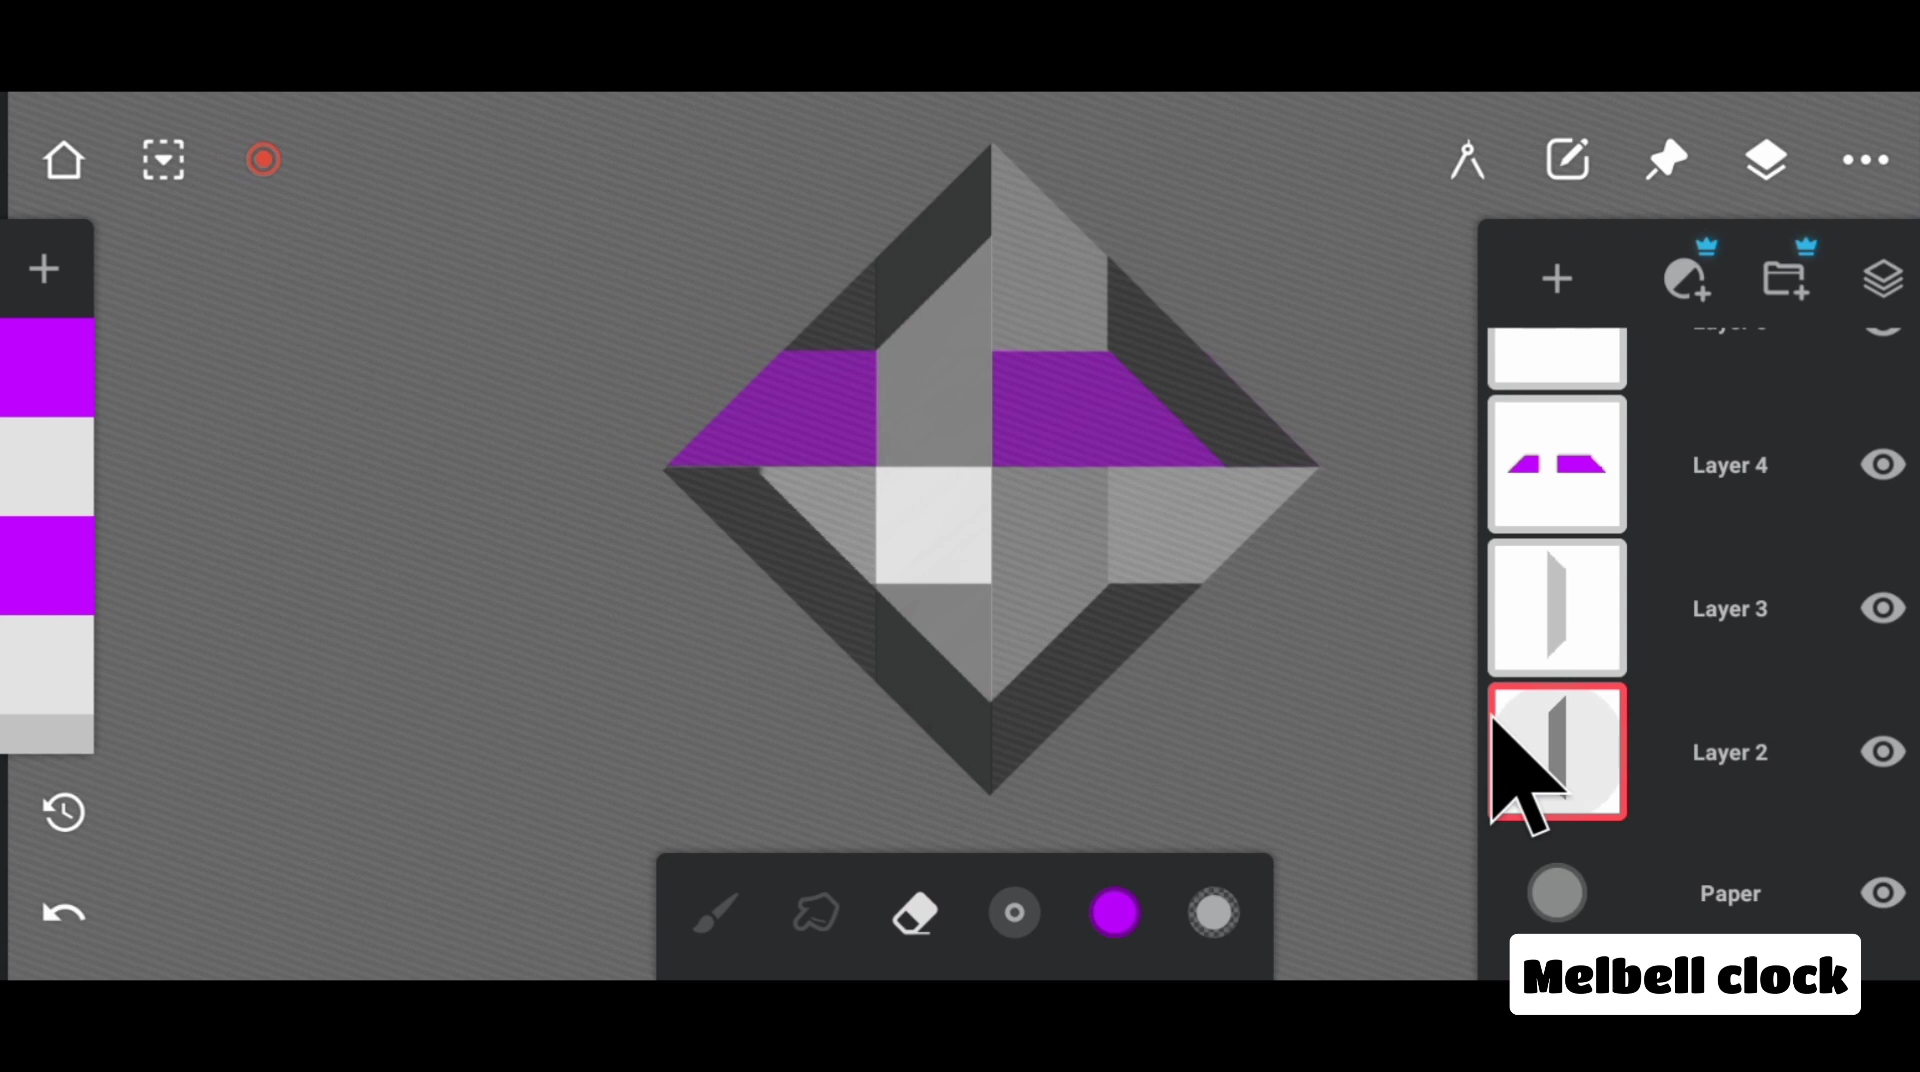 Layer 4
Layer 3
Layer 2
Paper
Melbell clock